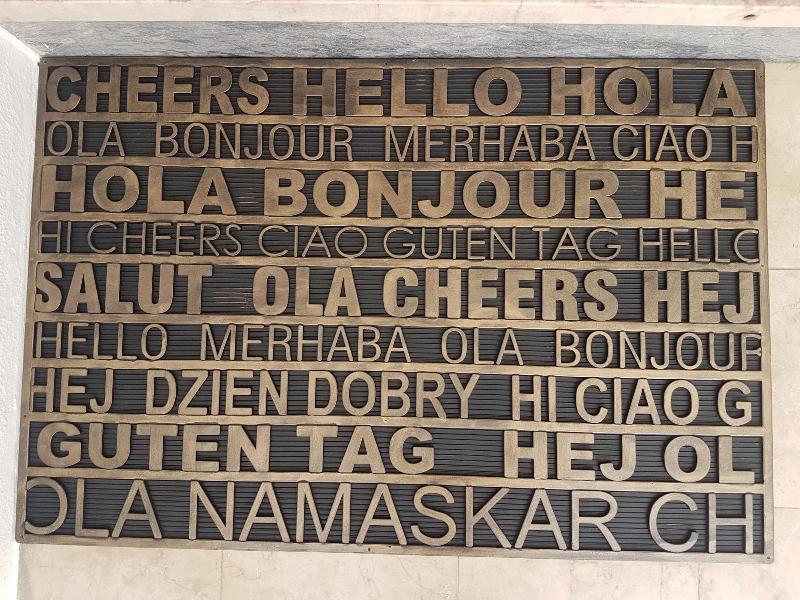 CHEERS HELLO HOLA
OLA BONJOUR MERHABA CIAO H
HOLA BONJOUR HE
HI CHEERS CIAO GUTEN TAG HELLO
SALUT OLA CHEERS HEJ
HELLO MERHABA OLA BONJOUR
HEJ DZIEN DOBRY HI CIAO G
GUTEN TAG HEJ OL
OLA NAMASKAR CH